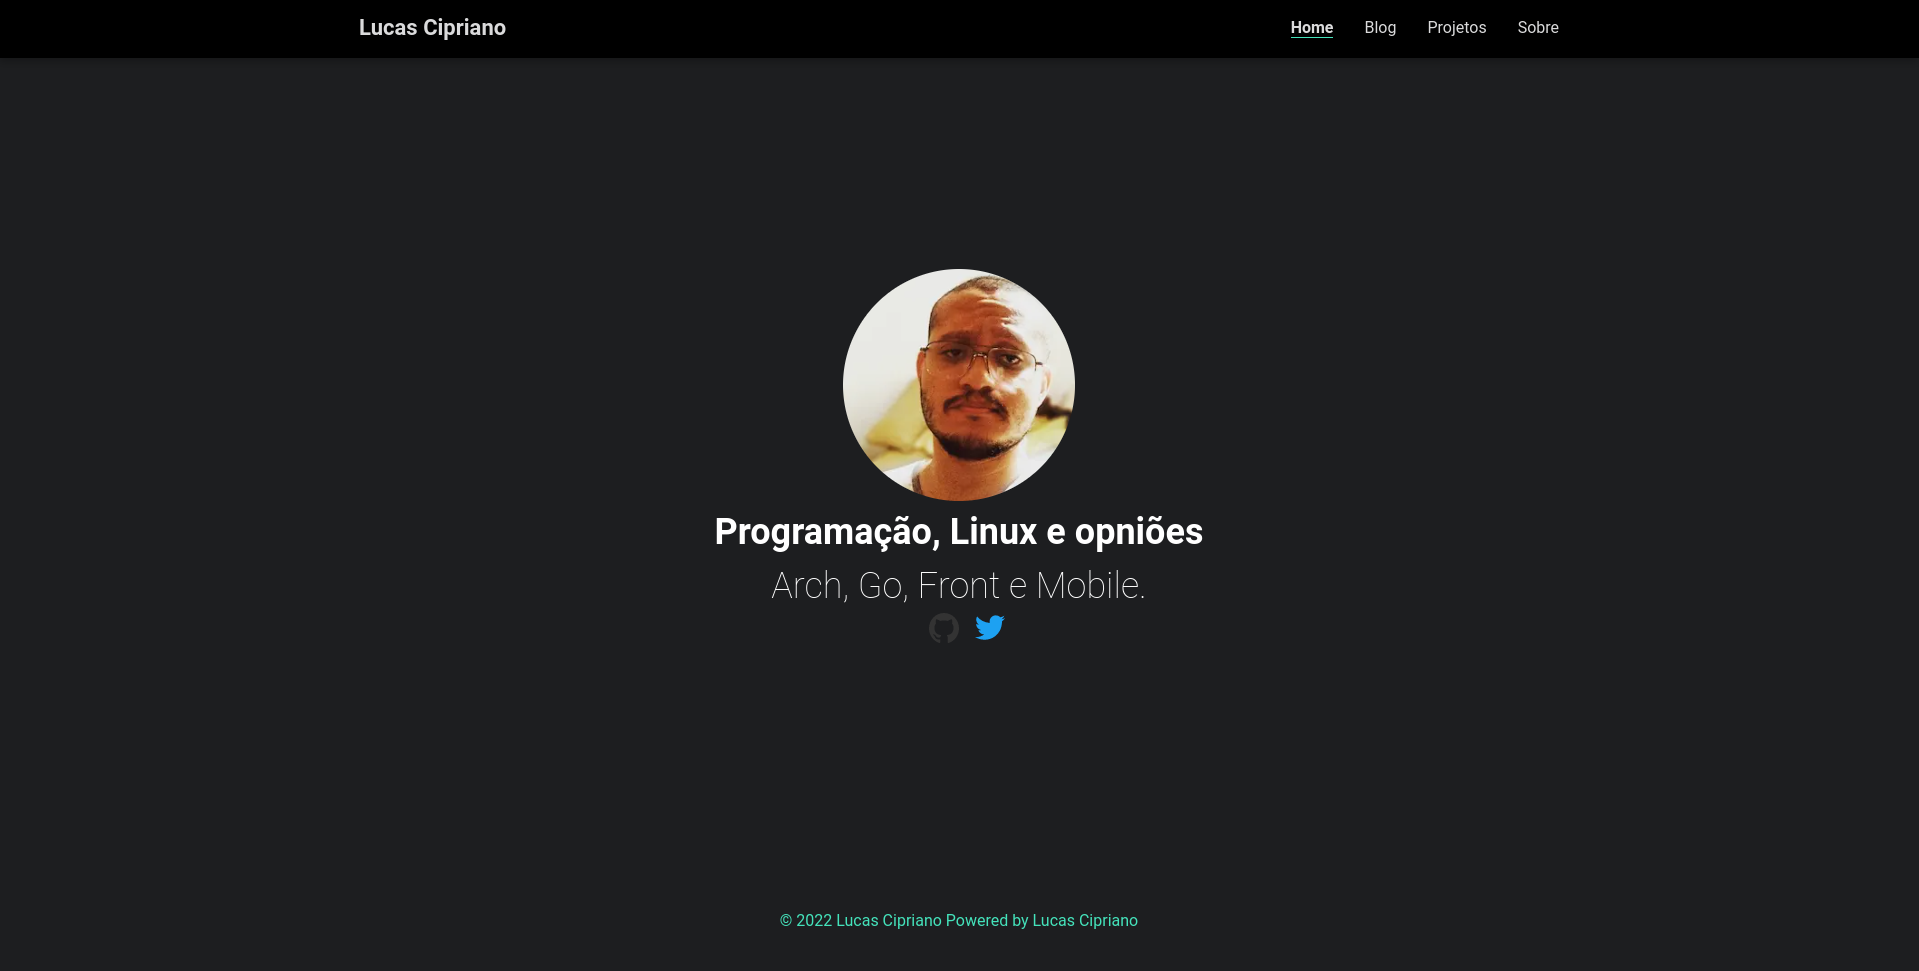 Lucas Cipriano
Home Blog Projetos Sobre
Programação, Linux e opniões
Arch, Go, Front e Mobile.
© 2022 Lucas Cipriano Powered by Lucas Cipriano